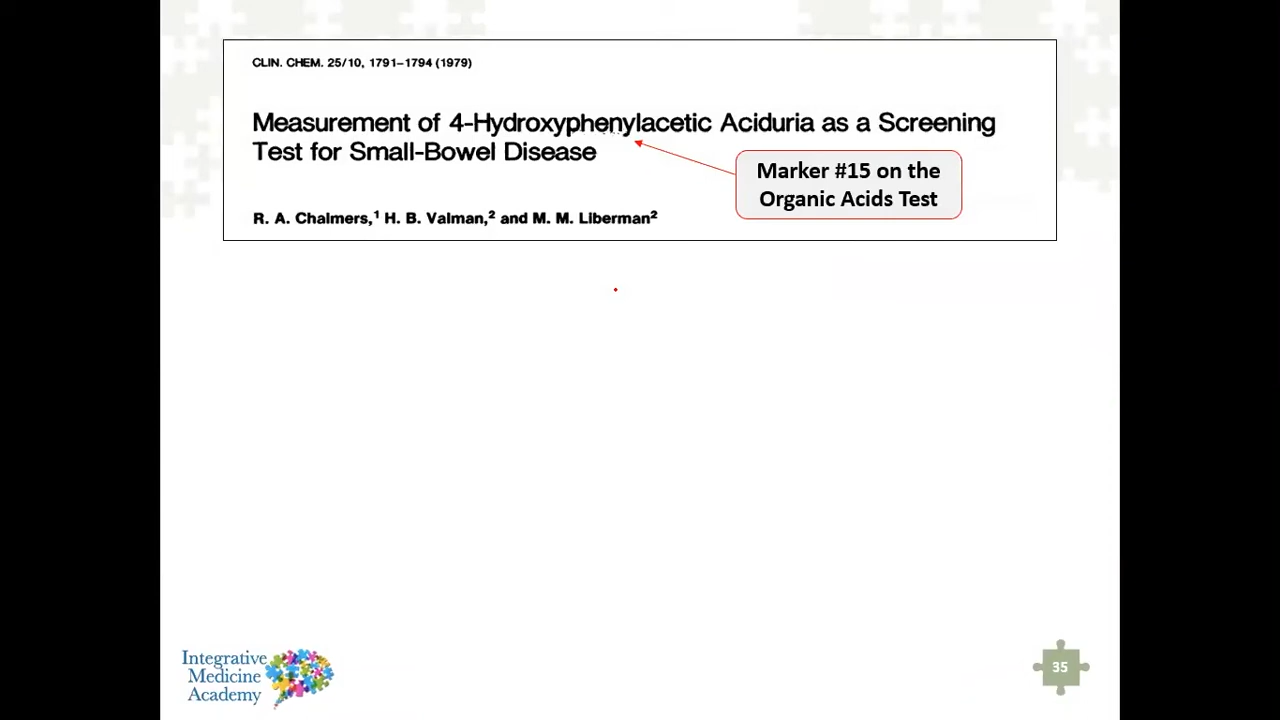 CLIN. CHEM. 25/10, 1791–1794 (1979)
Measurement of 4-Hydroxyphenylacetic Aciduria as a Screening
Test for Small-Bowel Disease
Marker #15 on the
Organic Acids Test
R. A. Chalmers,¹ H. B. Valman,² and M. M. Liberman²
Integrative
Medicine
Academy
35